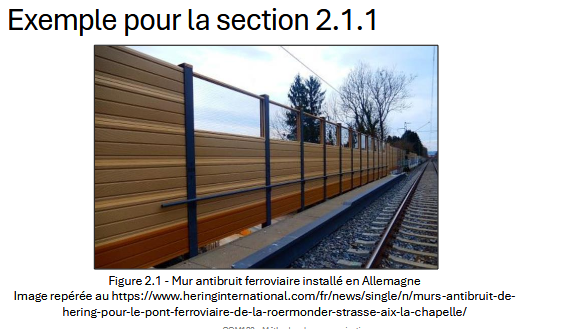 Exemple pour la section 2.1.1
Figure 2.1 - Mur antibruit ferroviaire installé en Allemagne
Image repérée au https://www.heringinternational.com/fr/news/single/n/murs-antibruit-de-
hering-pour-le-pont-ferroviaire-de-la-roermonder-strasse-aix-la-chapelle/